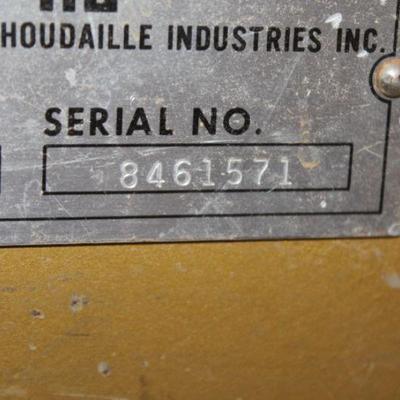 HOUDAILLE INDUSTRIES INC.
SERIAL NO.
8461571